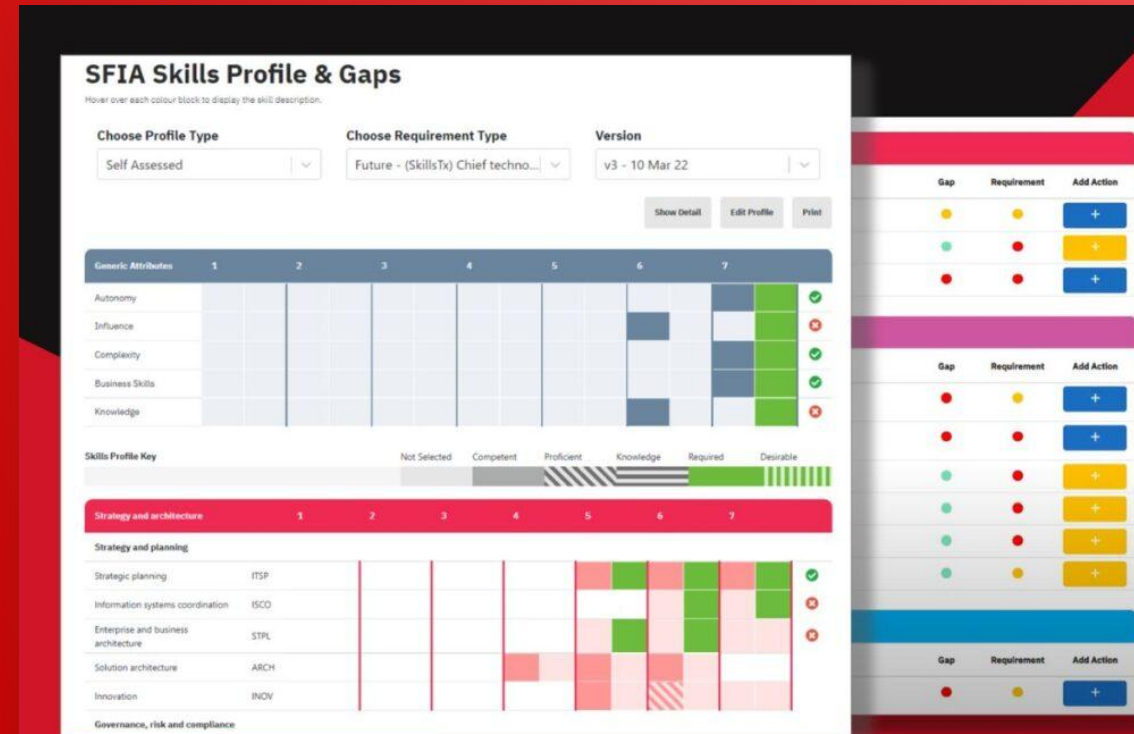 SFIA Skills Profile & Gaps
Hover over each colour block to display the skill description.
Choose Profile Type Choose Requirement Type Version
Self Assessed Future - (SkillsTx) Chief techno... v3 - 10 Mar 22
Show Detail Edit Profile Print
Generic Attributes 1 2 3 4 5 6 7
Autonomy
Influence
Complexity
Business Skills
Knowledge
Skills Profile Key Not Selected Competent Proficient Knowledge Required Desirable
Strategy and architecture 1 2 3 4 5 6 7
Strategy and planning
Strategic planning ITSP
Information systems coordination ISCO
Enterprise and business
architecture STPL
Solution architecture ARCH
Innovation INOV
Governance, risk and compliance
Gap Requirement Add Action
+
+
+
Gap Requirement Add Action
+
+
+
+
+
+
Gap Requirement Add Action
+